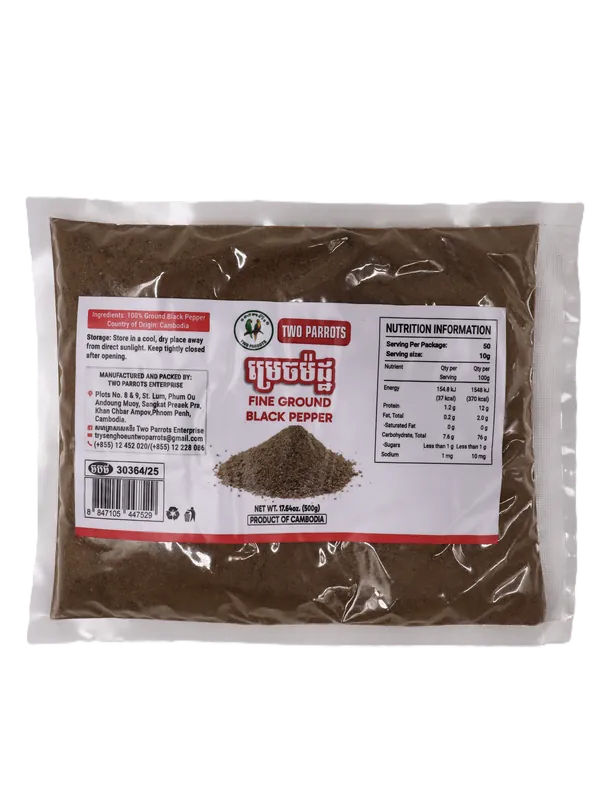 Ingredients: 100% Ground Black Pepper
Country of Origin: Cambodia
Storage: Store in a cool, dry place away
from direct sunlight. Keep tightly closed
after opening.
MANUFACTURED AND PACKED BY:
TWO PARROTS ENTERPRISE
Plots No. 8 & 9, St. Lum, Phum Ou
Andoung Muoy, Sangkat Preaek Pra,
Khan Chbar Ampov, Phnom Penh,
Cambodia.
Two Parrots Enterprise
trysenghoeuntwoparrots@gmail.com
(+855) 12 452 020/(+855) 12 228 086
30364/25
8 847105 447529
TWO PARROTS
TWO PARROTS
ម្រេចម៉ដ្ឋ
FINE GROUND
BLACK PEPPER
NET WT. 17.64oz. (500g)
PRODUCT OF CAMBODIA
NUTRITION INFORMATION
Serving Per Package: 50
Serving size: 10g
Nutrient Qty per Serving Qty per 100g
Energy 154.8 kJ 1548 kJ
(37 kcal) (370 kcal)
Protein 1.2 g 12 g
Fat, Total 0.2 g 2.0 g
-Saturated Fat 0 g 0 g
Carbohydrate, Total 7.6 g 76 g
-Sugars Less than 1 g Less than 1 g
Sodium 1 mg 10 mg